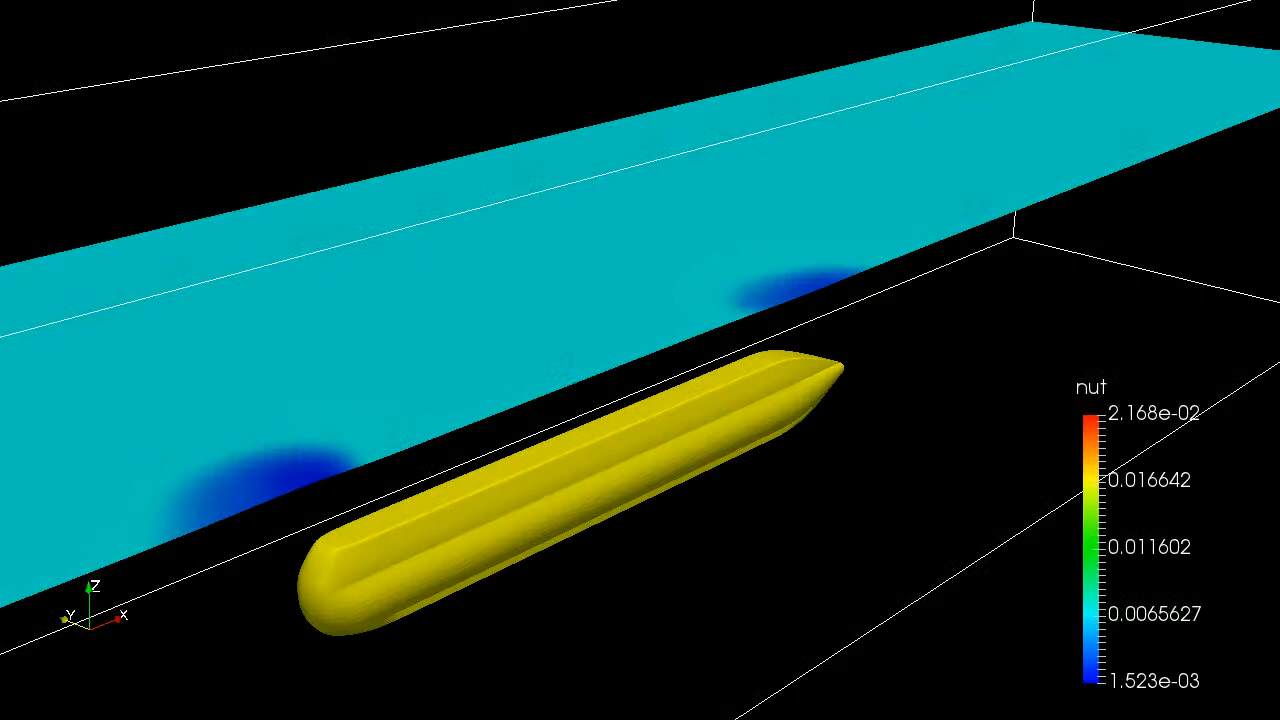 nut
2.168e-02
0.016642
0.011602
0.0065627
1.523e-03
Z
Y
X